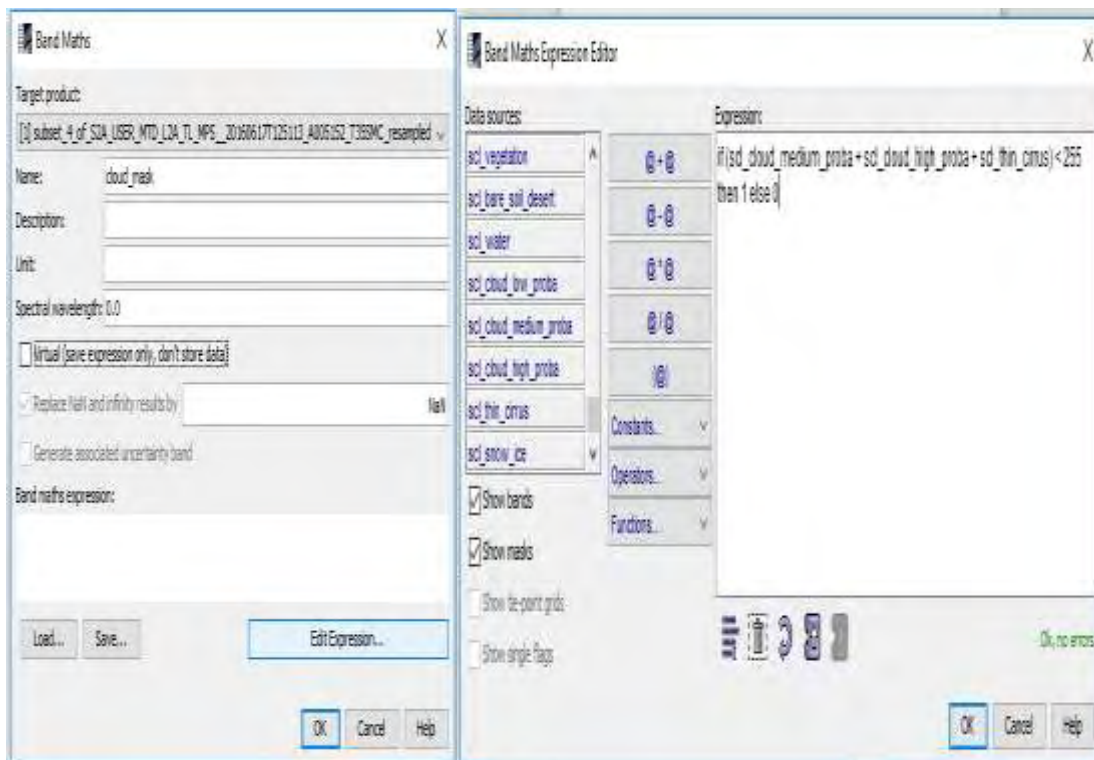 Band Maths
X
Target product:
[1] subset_4_of_S2A_USER_MTD_L2A_TL_MPS__20160617T125113_A005152_T35SMC_resampled
Name: cloud_mask
Description:
Unit:
Spectral wavelength: 0.0
Virtual (save expression only, don't store data)
Replace NaN and infinity results by NaN
Generate associated uncertainty band
Band maths expression:
Load... Save... Edit Expression...
OK Cancel Help
Band Maths Expression Editor
X
Data sources:
scl_vegetation
scl_bare_soil_desert
scl_water
scl_cloud_low_proba
scl_cloud_medium_proba
scl_cloud_high_proba
scl_thin_cirrus
scl_snow_ice
Show bands
Show masks
Show tie-point grids
Show single flags
@ + @
@ - @
@ * @
@ / @
(@)
Constants...
Operators...
Functions...
Expression:
if (scl_cloud_medium_proba + scl_cloud_high_proba + scl_thin_cirrus) < 255
then 1 else 0
Ok, no errors
OK Cancel Help